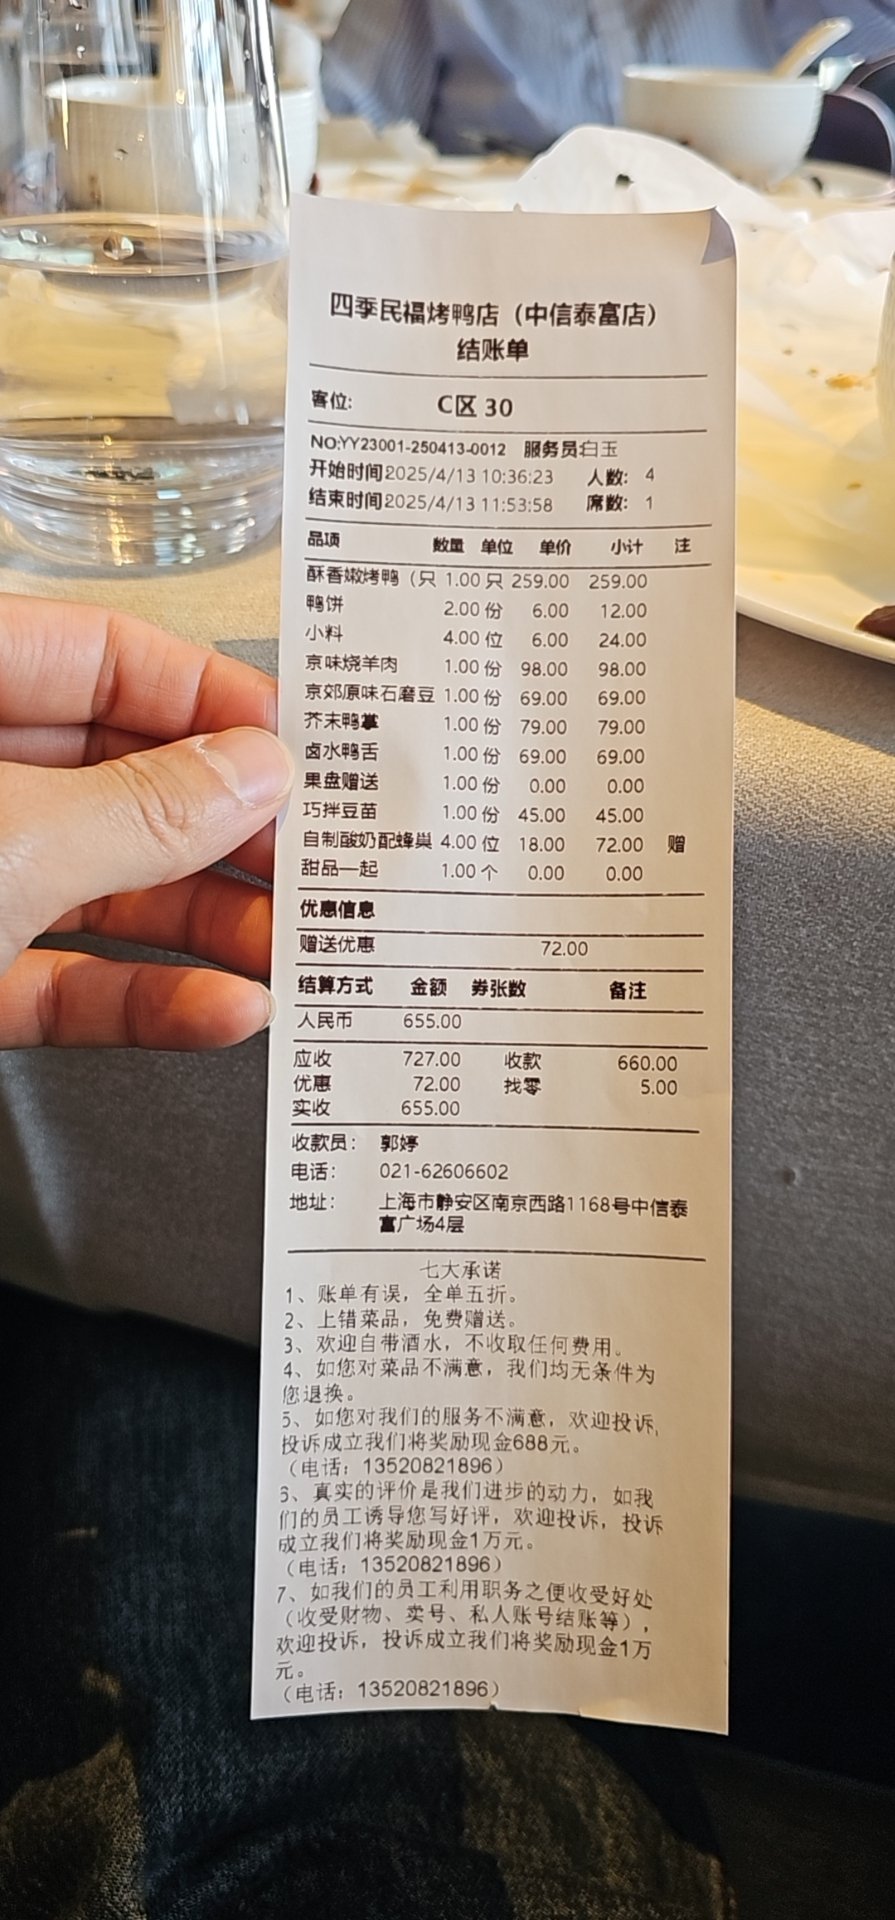 四季民福烤鸭店（中信泰富店）
结账单
客位: C区 30
NO:YY23001-250413-0012 服务员:白玉
开始时间 2025/4/13 10:36:23 人数: 4
结束时间 2025/4/13 11:53:58 席数: 1
品项 数量 单位 单价 小计 注
酥香嫩烤鸭（只 1.00 只 259.00 259.00
鸭饼 2.00 份 6.00 12.00
小料 4.00 位 6.00 24.00
京味烧羊肉 1.00 份 98.00 98.00
京郊原味石磨豆 1.00 份 69.00 69.00
芥末鸭掌 1.00 份 79.00 79.00
卤水鸭舌 1.00 份 69.00 69.00
果盘赠送 1.00 份 0.00 0.00
巧拌豆苗 1.00 份 45.00 45.00
自制酸奶配蜂巢 4.00 位 18.00 72.00 赠
甜品一起 1.00 个 0.00 0.00
优惠信息
赠送优惠 72.00
结算方式 金额 券张数 备注
人民币 655.00
应收 727.00 收款 660.00
优惠 72.00 找零 5.00
实收 655.00
收款员: 郭婷
电话: 021-62606602
地址: 上海市静安区南京西路1168号中信泰
富广场4层
七大承诺
1、账单有误，全单五折。
2、上错菜品，免费赠送。
3、欢迎自带酒水，不收取任何费用。
4、如您对菜品不满意，我们均无条件为
您退换。
5、如您对我们的服务不满意，欢迎投诉，
投诉成立我们将奖励现金688元。
（电话：13520821896）
6、真实的评价是我们进步的动力，如我
们的员工诱导您写好评，欢迎投诉，投诉
成立我们将奖励现金1万元。
（电话：13520821896）
7、如我们的员工利用职务之便收受好处
（收受财物、卖号、私人账号结账等），
欢迎投诉，投诉成立我们将奖励现金1万
元。
（电话：13520821896）